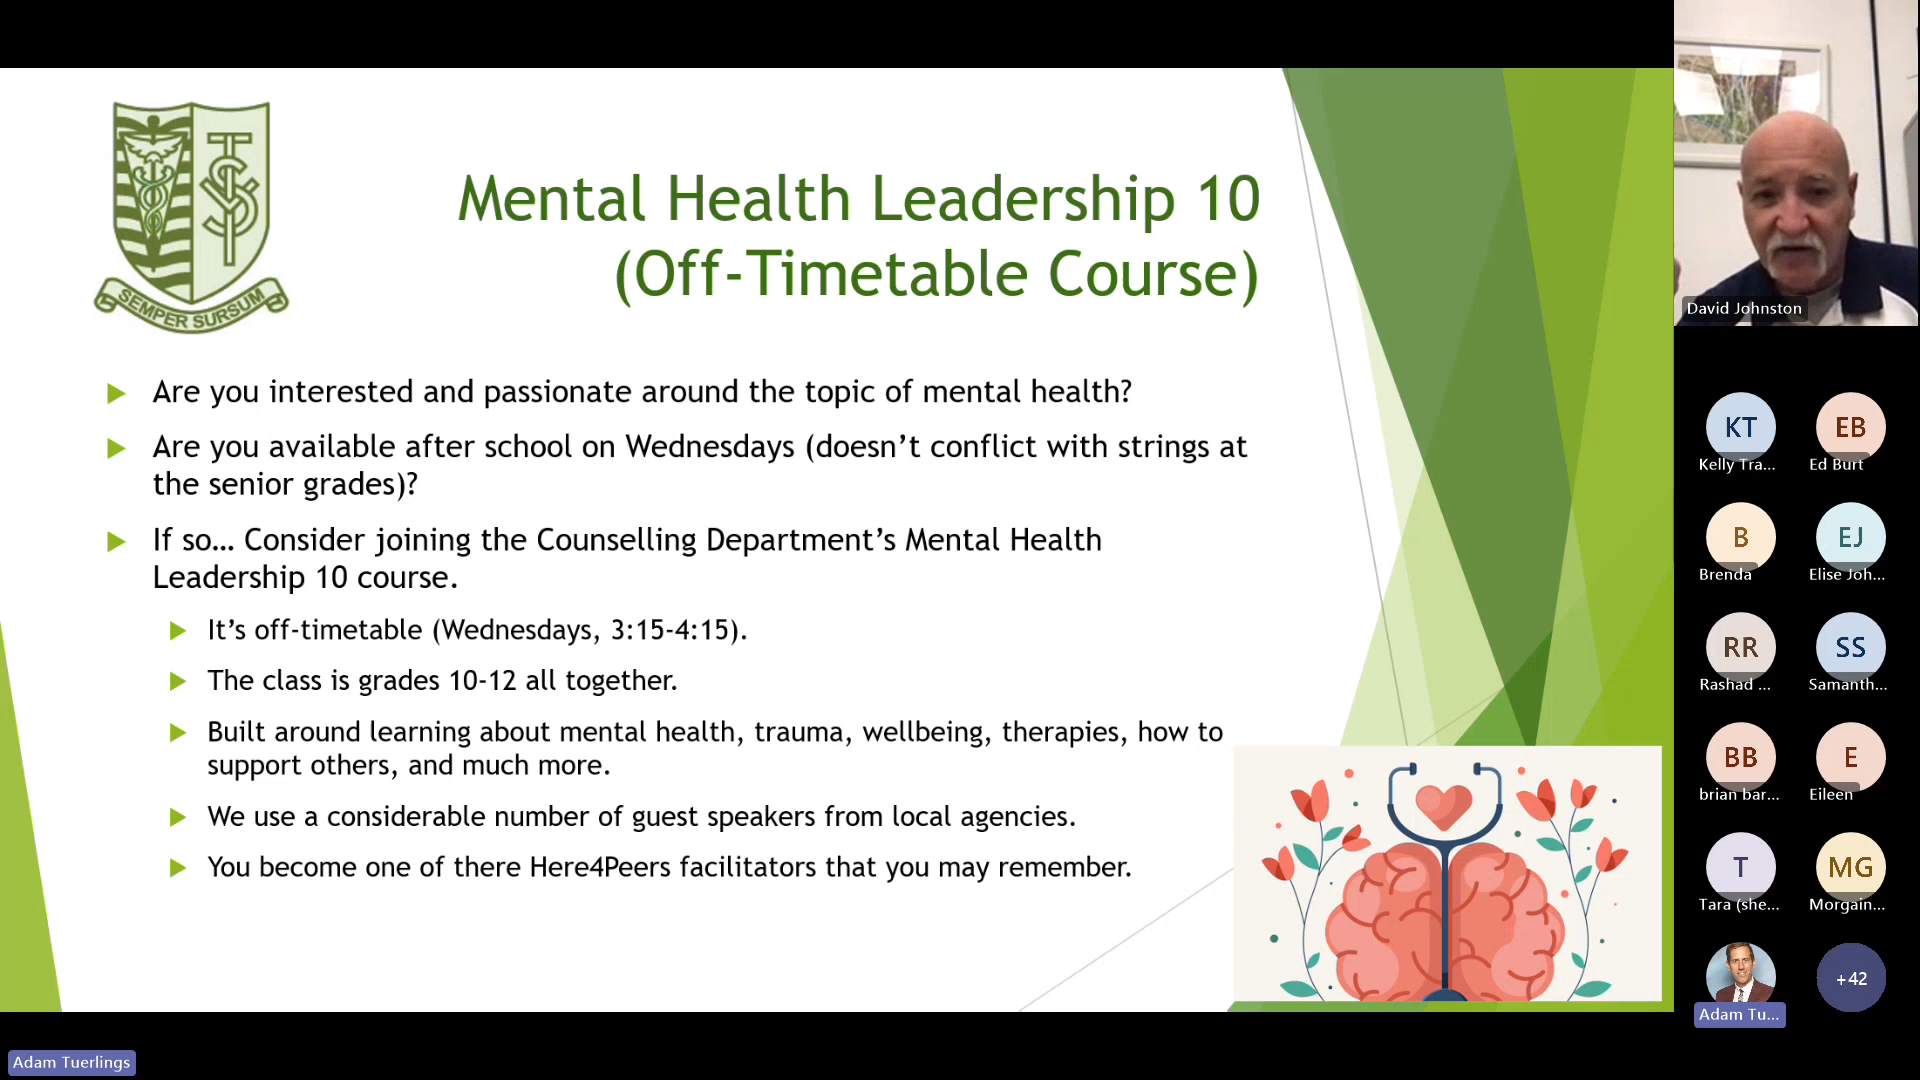 SEMPER SURSUM
Mental Health Leadership 10
(Off-Timetable Course)
Are you interested and passionate around the topic of mental health?
Are you available after school on Wednesdays (doesn’t conflict with strings at
the senior grades)?
If so… Consider joining the Counselling Department’s Mental Health
Leadership 10 course.
It’s off-timetable (Wednesdays, 3:15-4:15).
The class is grades 10-12 all together.
Built around learning about mental health, trauma, wellbeing, therapies, how to
support others, and much more.
We use a considerable number of guest speakers from local agencies.
You become one of there Here4Peers facilitators that you may remember.
David Johnston
KT
Kelly Tra...
EB
Ed Burt
B
Brenda
EJ
Elise Joh...
RR
Rashad ...
SS
Samanth...
BB
brian bar...
E
Eileen
T
Tara (she...
MG
Morgain...
Adam Tu...
+42
Adam Tuerlings